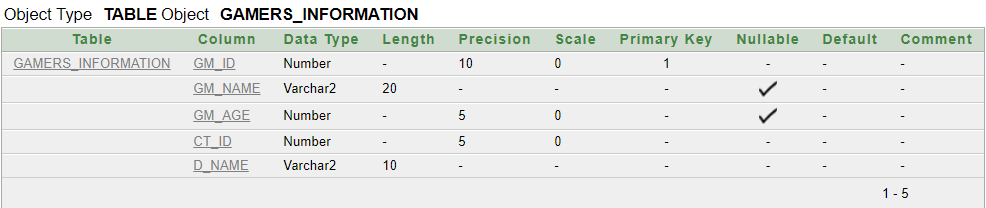 Object Type TABLE Object GAMERS_INFORMATION
Table Column Data Type Length Precision Scale Primary Key Nullable Default Comment
GAMERS_INFORMATION GM_ID Number - 10 0 1 - - -
GM_NAME Varchar2 20 - - - ✓ - -
GM_AGE Number - 5 0 - ✓ - -
CT_ID Number - 5 0 - - - -
D_NAME Varchar2 10 - - - - - -
1 - 5